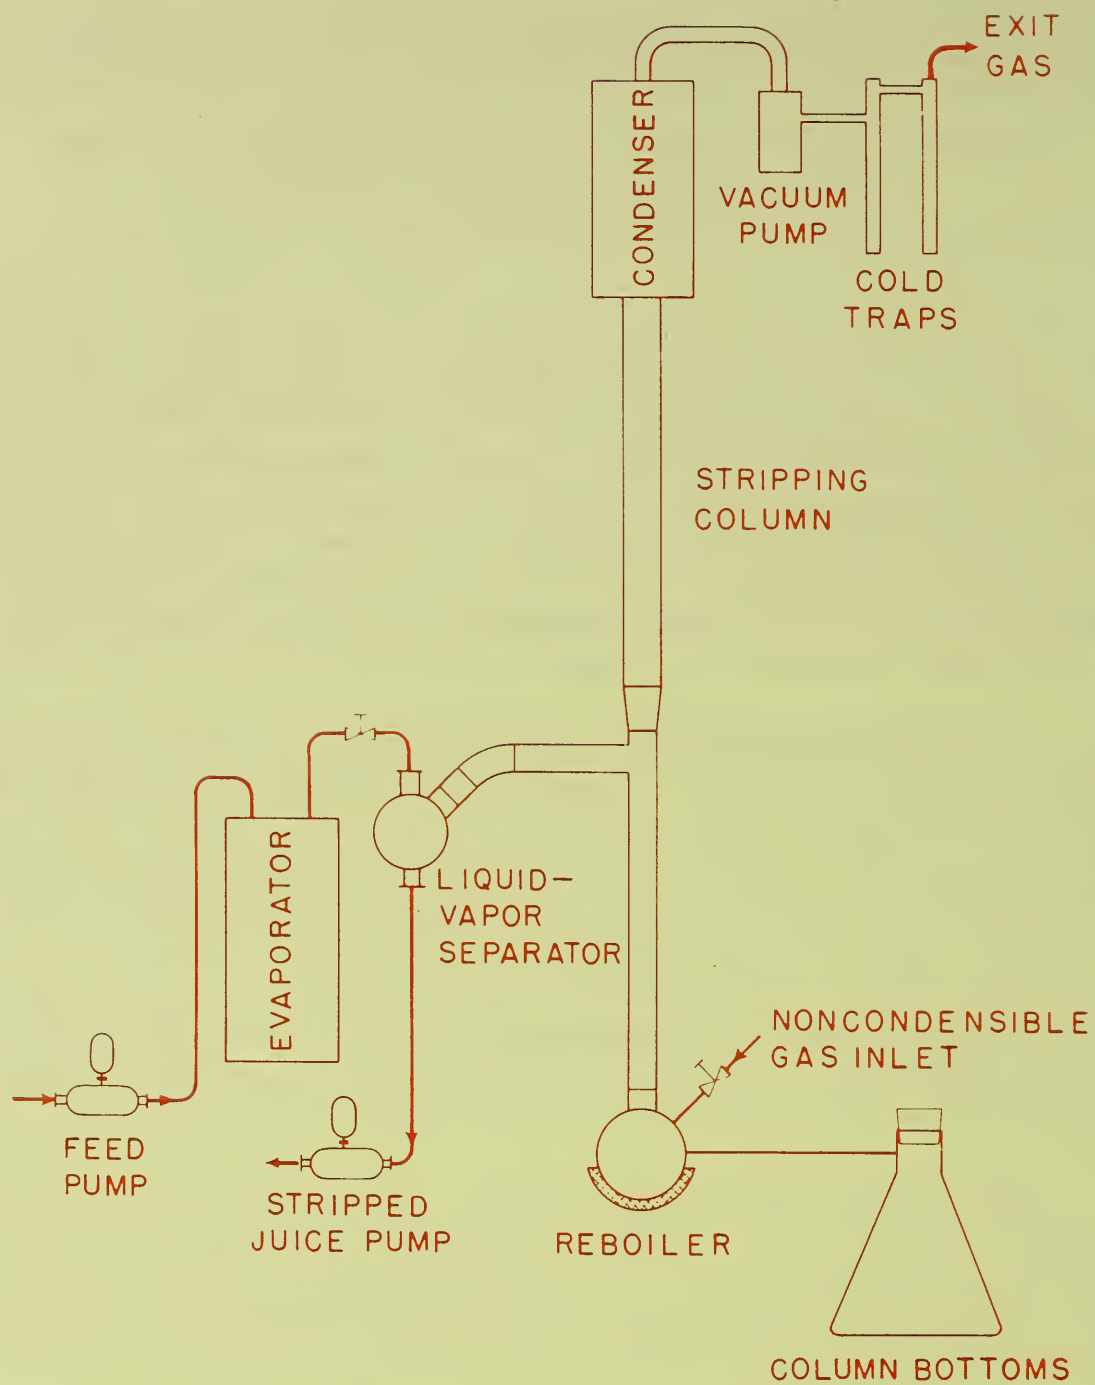 EXIT
GAS
CONDENSER
VACUUM
PUMP
COLD
TRAPS
STRIPPING
COLUMN
EVAPORATOR
LIQUID-
VAPOR
SEPARATOR
NONCONDENSIBLE
GAS INLET
FEED
PUMP
STRIPPED
JUICE PUMP
REBOILER
COLUMN BOTTOMS